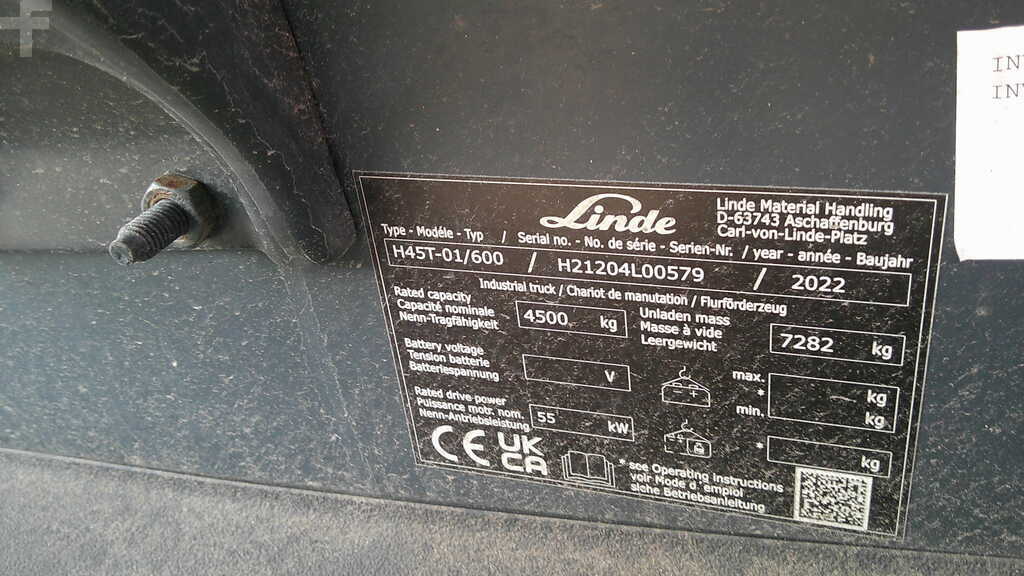 Linde
Linde Material Handling
D-63743 Aschaffenburg
Carl-von-Linde-Platz
Type - Modéle - Typ / Serial no. - No. de série - Serien-Nr. / year - année - Baujahr
H45T-01/600 / H21204L00579 / 2022
Industrial truck / Chariot de manutation / Flurförderzeug
Rated capacity
Capacité nominale
Nenn-Tragfähigkeit
4500 kg
Unladen mass
Masse à vide
Leergewicht
7282 kg
Battery voltage
Tension batterie
Batteriespannung
V
max.
*
min.
- kg
kg
Rated drive power
Puissance motr. nom.
Nenn-Antriebsleistung
55 kW
* kg
CE UK
CA
* see Operating Instructions
voir Mode d´emploi
siehe Betriebsanleitung